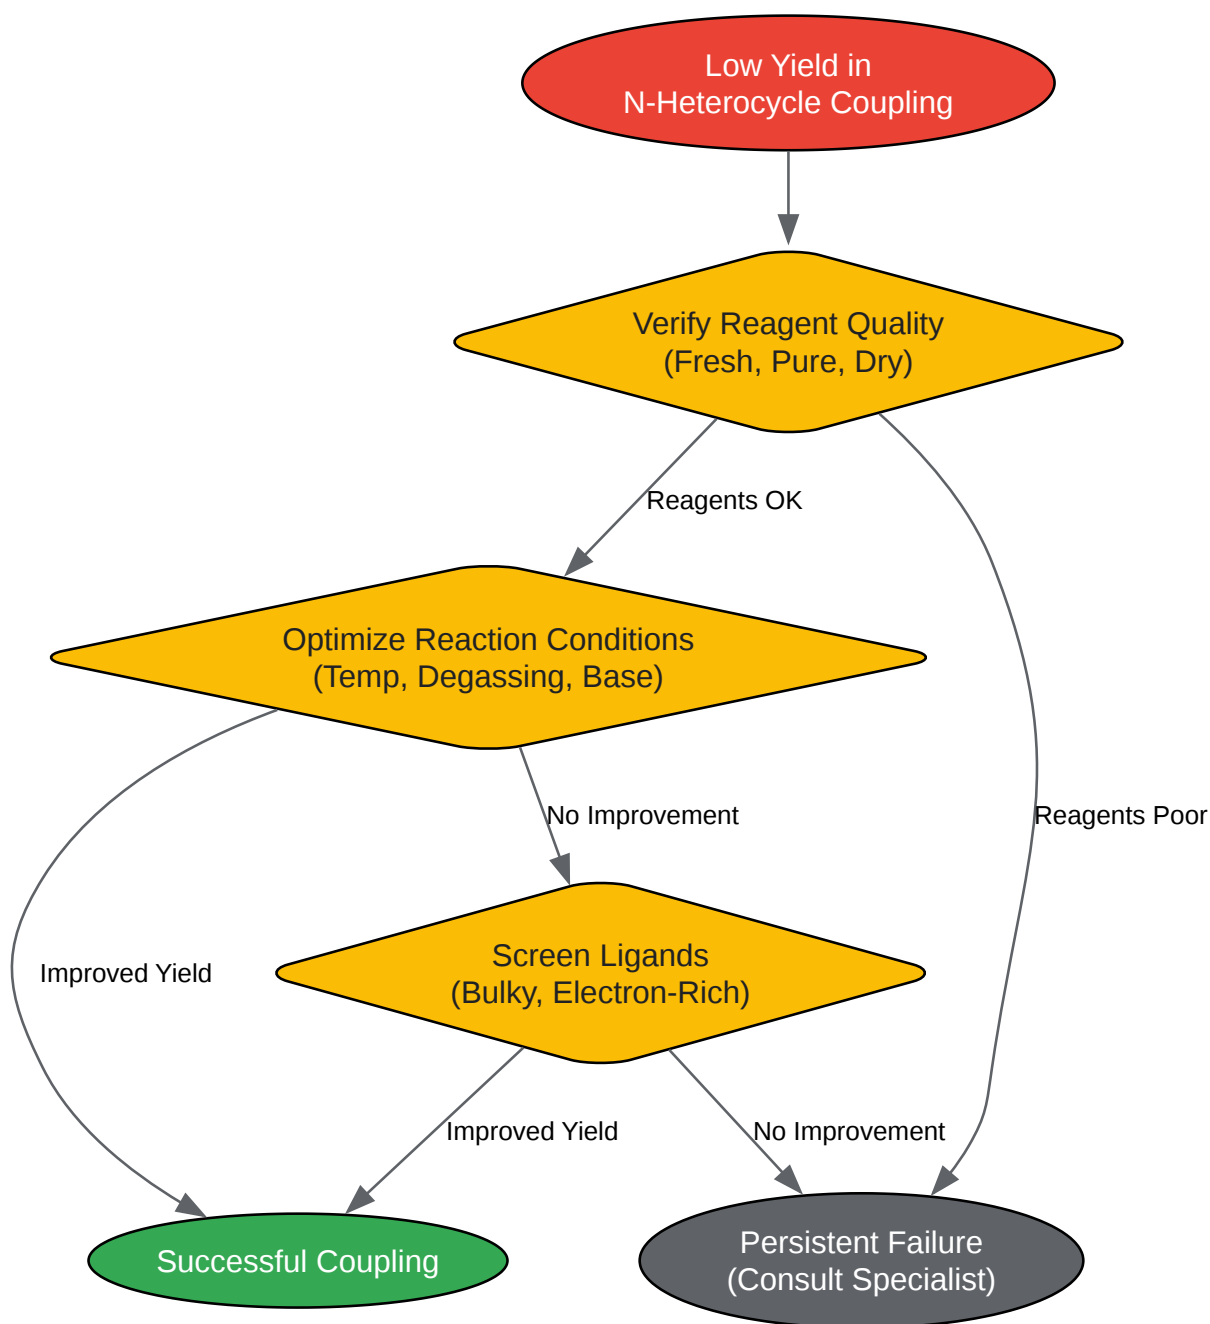 Low Yield in
N-Heterocycle Coupling
Verify Reagent Quality
(Fresh, Pure, Dry)
Reagents OK
Optimize Reaction Conditions
(Temp, Degassing, Base)
No Improvement
Reagents Poor
Screen Ligands
(Bulky, Electron-Rich)
Improved Yield
Improved Yield
No Improvement
Successful Coupling
Persistent Failure
(Consult Specialist)